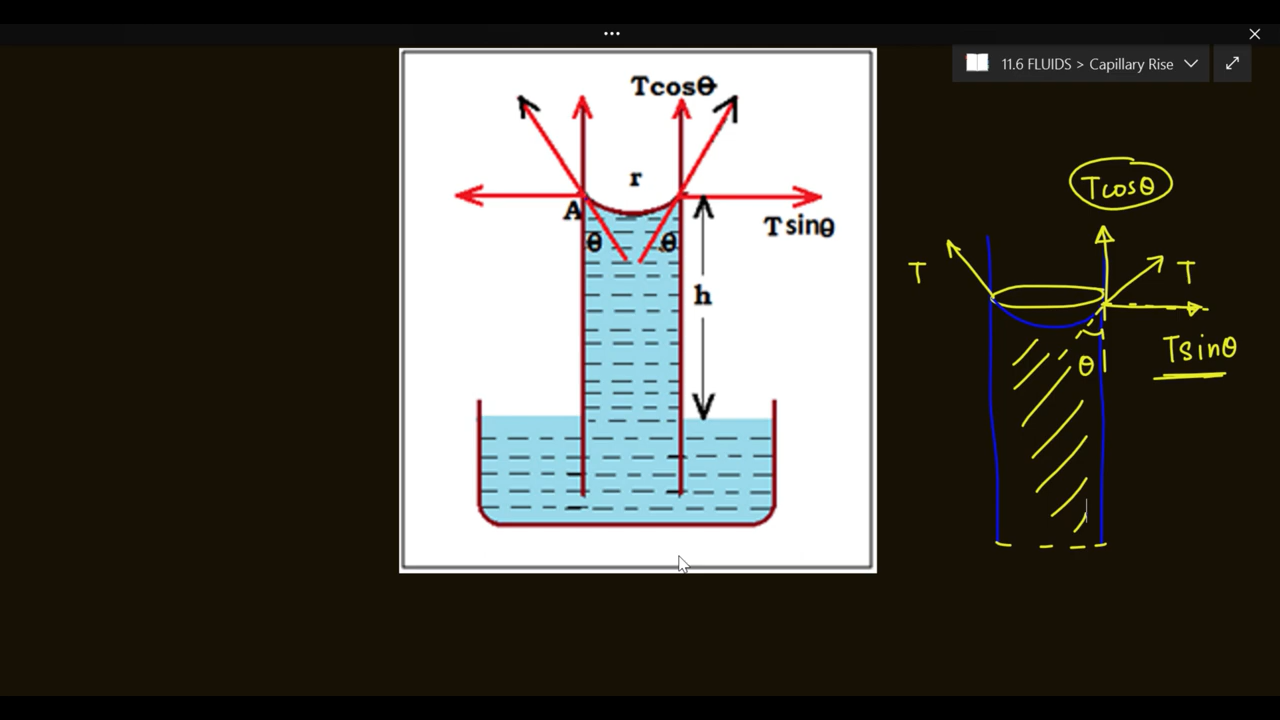 11.6 FLUIDS > Capillary Rise
Tcosθ
r
A
Tsinθ
θ
θ
h
Tcosθ
T
T
Tsinθ
θ